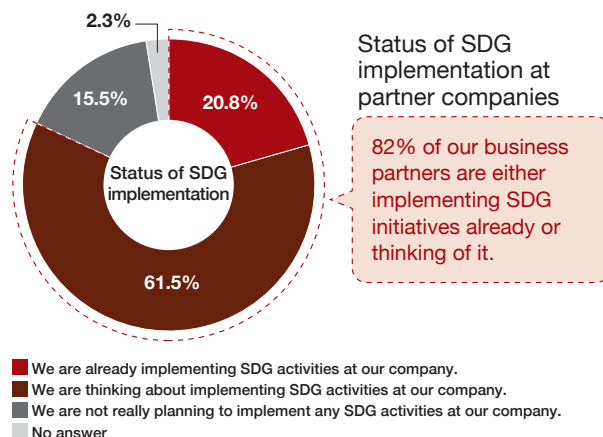 2.3%
15.5%
20.8%
Status of SDG
implementation
61.5%
Status of SDG
implementation at
partner companies
82% of our business
partners are either
implementing SDG
initiatives already or
thinking of it.
We are already implementing SDG activities at our company.
We are thinking about implementing SDG activities at our company.
We are not really planning to implement any SDG activities at our company.
No answer